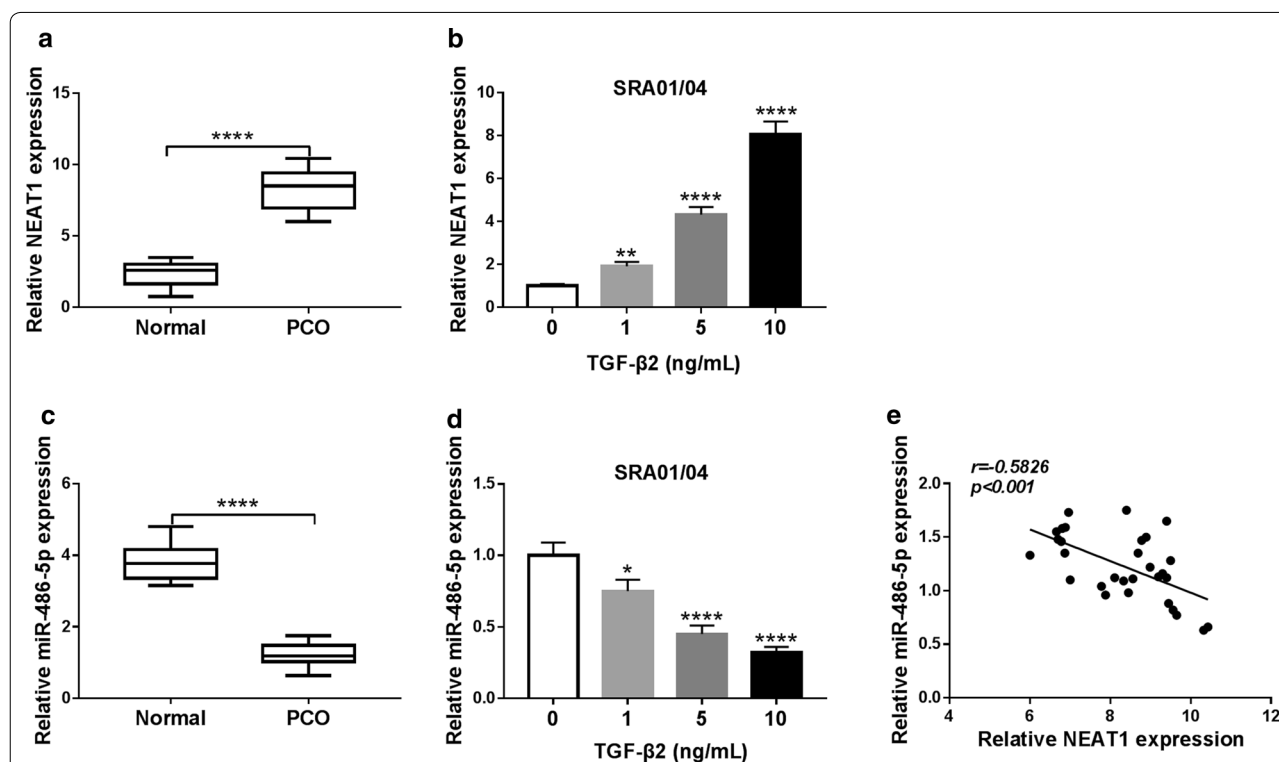 a
Relative NEAT1 expression
15
10
5
0
****
Normal
PCO
b
SRA01/04
Relative NEAT1 expression
10
8
6
4
2
0
**
****
****
0
1
5
10
TGF-β2 (ng/mL)
c
Relative miR-486-5p expression
6
4
2
0
****
Normal
PCO
d
SRA01/04
Relative miR-486-5p expression
1.5
1.0
0.5
0.0
*
****
****
0
1
5
10
TGF-β2 (ng/mL)
e
r=-0.5826
p<0.001
Relative miR-486-5p expression
2.0
1.5
1.0
0.5
0.0
4
6
8
10
12
Relative NEAT1 expression